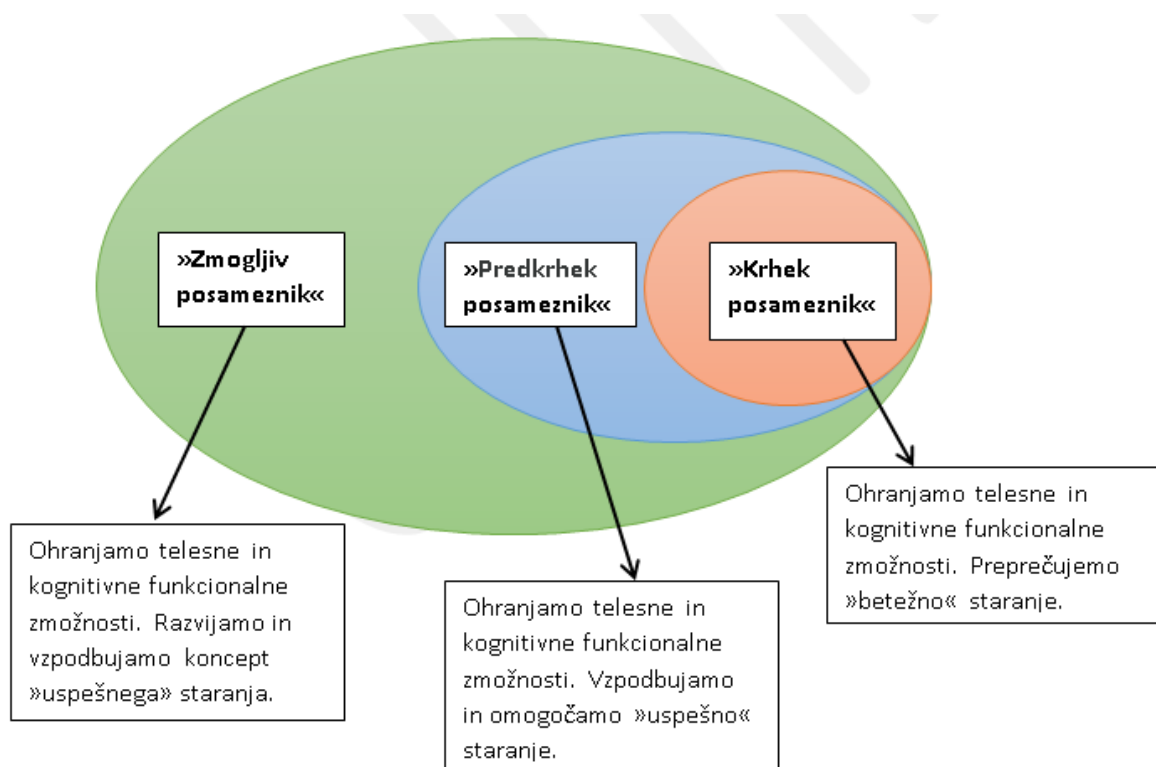 »Zmogljiv
posameznik«
»Predkrhek
posameznik«
»Krhek
posameznik«
Ohranjamo telesne in
kognitivne funkcionalne
zmožnosti. Razvijamo in
vzpodbujamo koncept
»uspešnega» staranja.
Ohranjamo telesne in
kognitivne funkcionalne
zmožnosti. Vzpodbujamo
in omogočamo »uspešno«
staranje.
Ohranjamo telesne in
kognitivne funkcionalne
zmožnosti. Preprečujemo
»betežno« staranje.